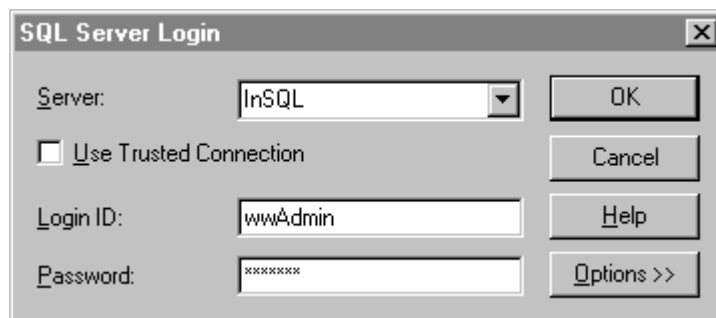 SQL Server Login
Server: InSQL OK
Use Trusted Connection Cancel
Login ID: wwAdmin Help
Password: ******* Options >>